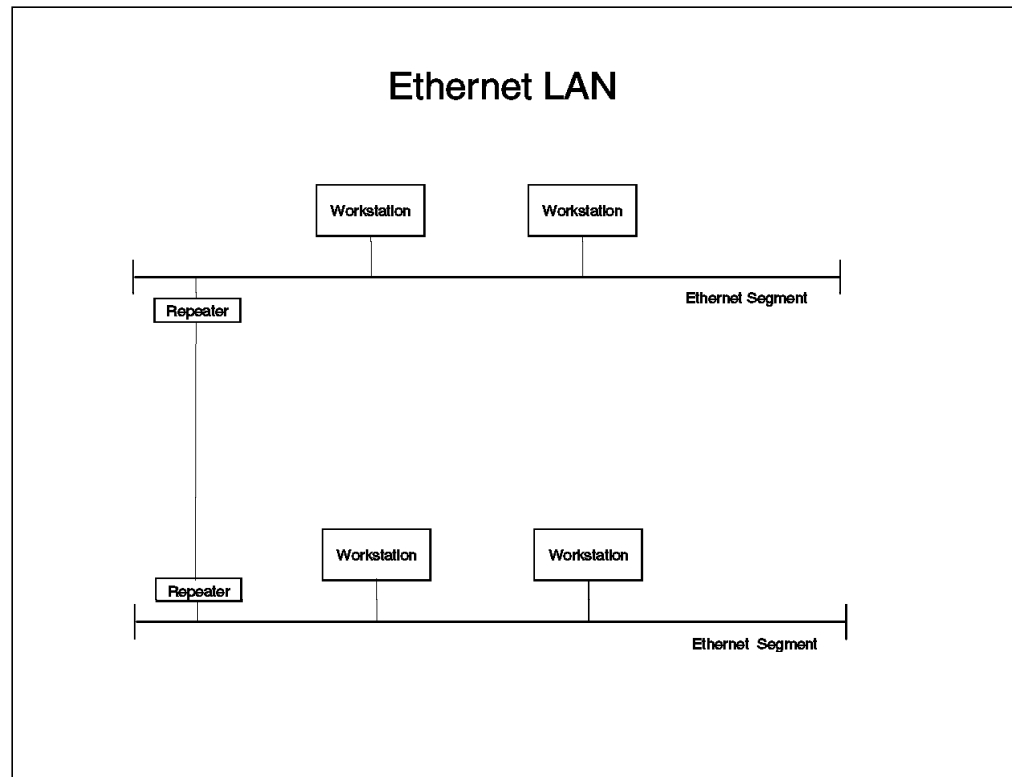 Ethernet LAN
Workstation
Workstation
Ethernet Segment
Repeater
Workstation
Workstation
Repeater
Ethernet Segment